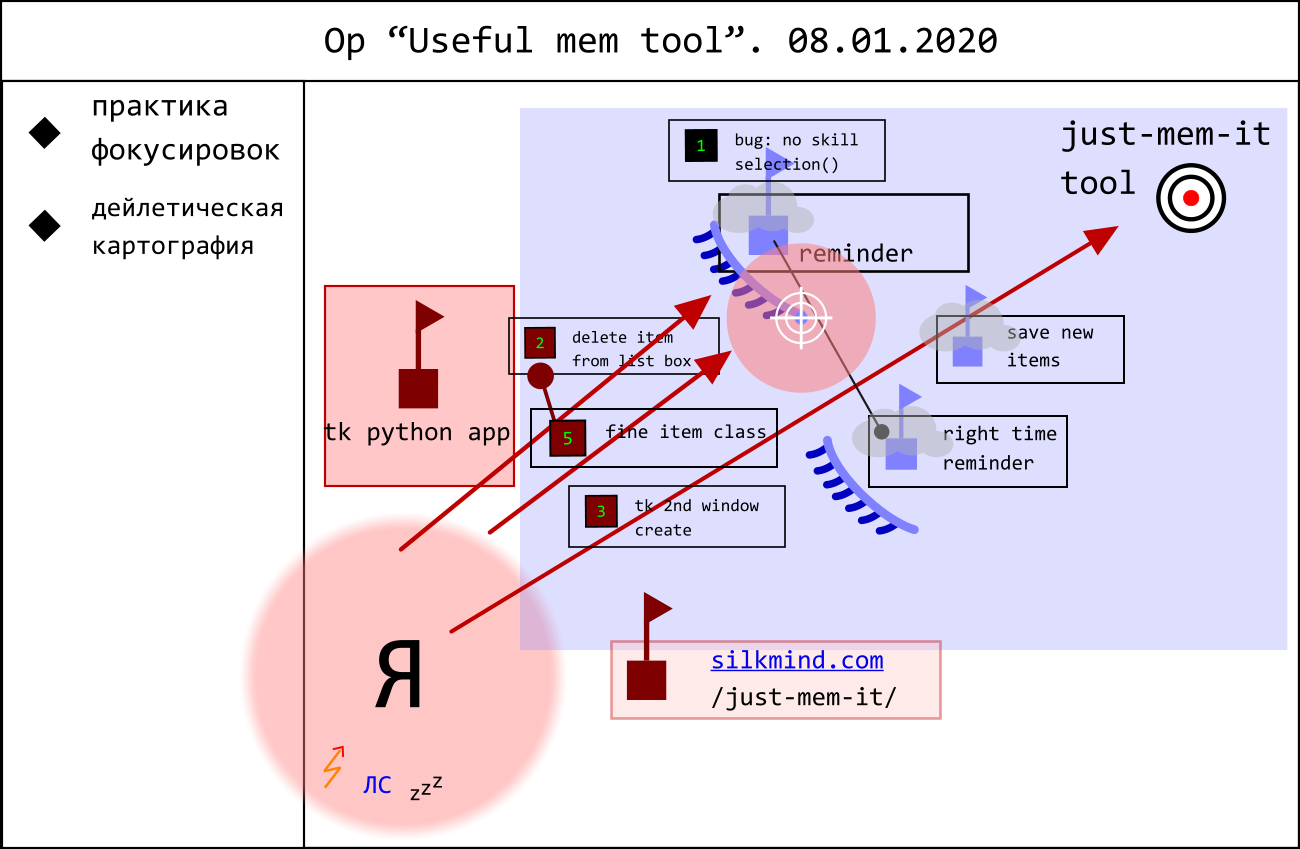 Op “Useful mem tool”. 08.01.2020
практика
фокусировок
дейлетическая
картография
just-mem-it
tool
1
bug: no skill
selection()
reminder
2
delete item
from list box
save new
items
tk python app
5
fine item class
right time
reminder
3
tk 2nd window
create
Я
silkmind.com
/just-mem-it/
ЛС zzz